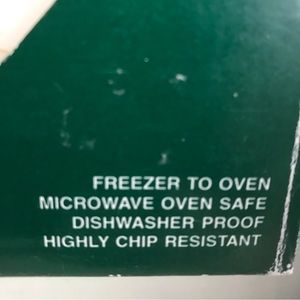 FREEZER TO OVEN
MICROWAVE OVEN SAFE
DISHWASHER PROOF
HIGHLY CHIP RESISTANT